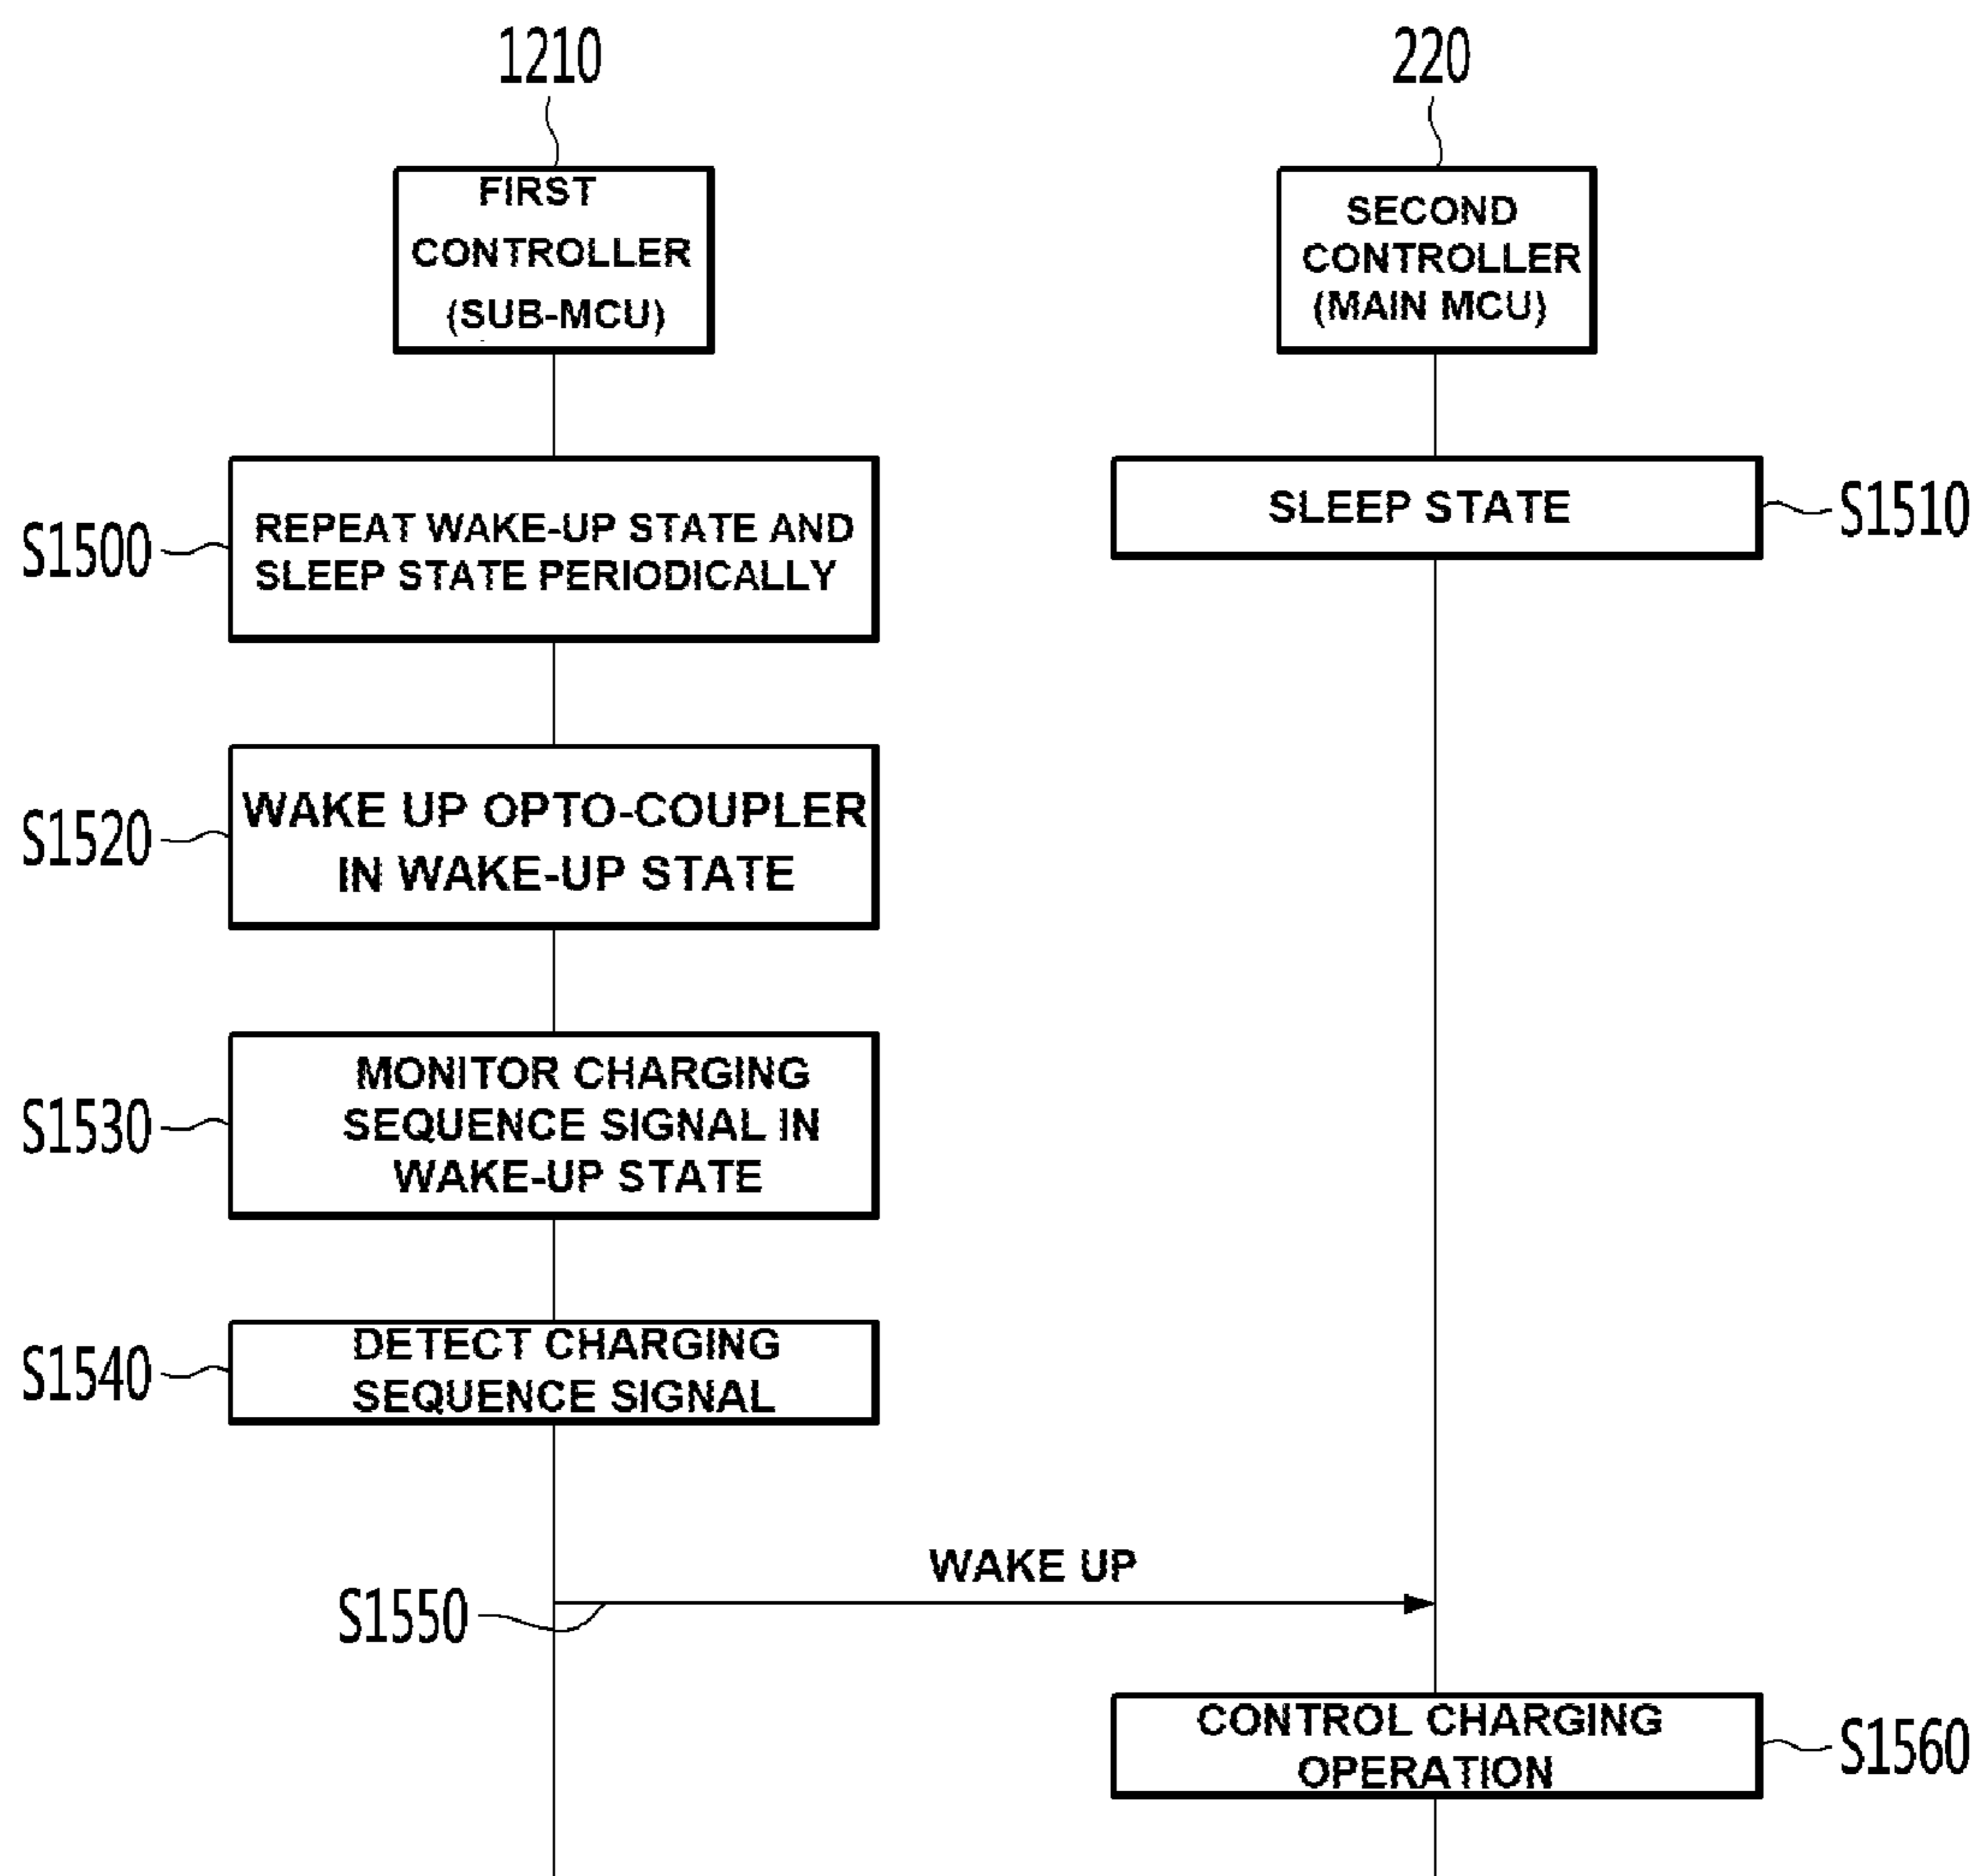 1210
220
FIRST
CONTROLLER
(SUB-MCU)
SECOND
CONTROLLER
(MAIN MCU)
S1500
REPEAT WAKE-UP STATE AND
SLEEP STATE PERIODICALLY
SLEEP STATE
S1510
S1520
WAKE UP OPTO-COUPLER
IN WAKE-UP STATE
S1530
MONITOR CHARGING
SEQUENCE SIGNAL IN
WAKE-UP STATE
S1540
DETECT CHARGING
SEQUENCE SIGNAL
WAKE UP
S1550
CONTROL CHARGING
OPERATION
S1560